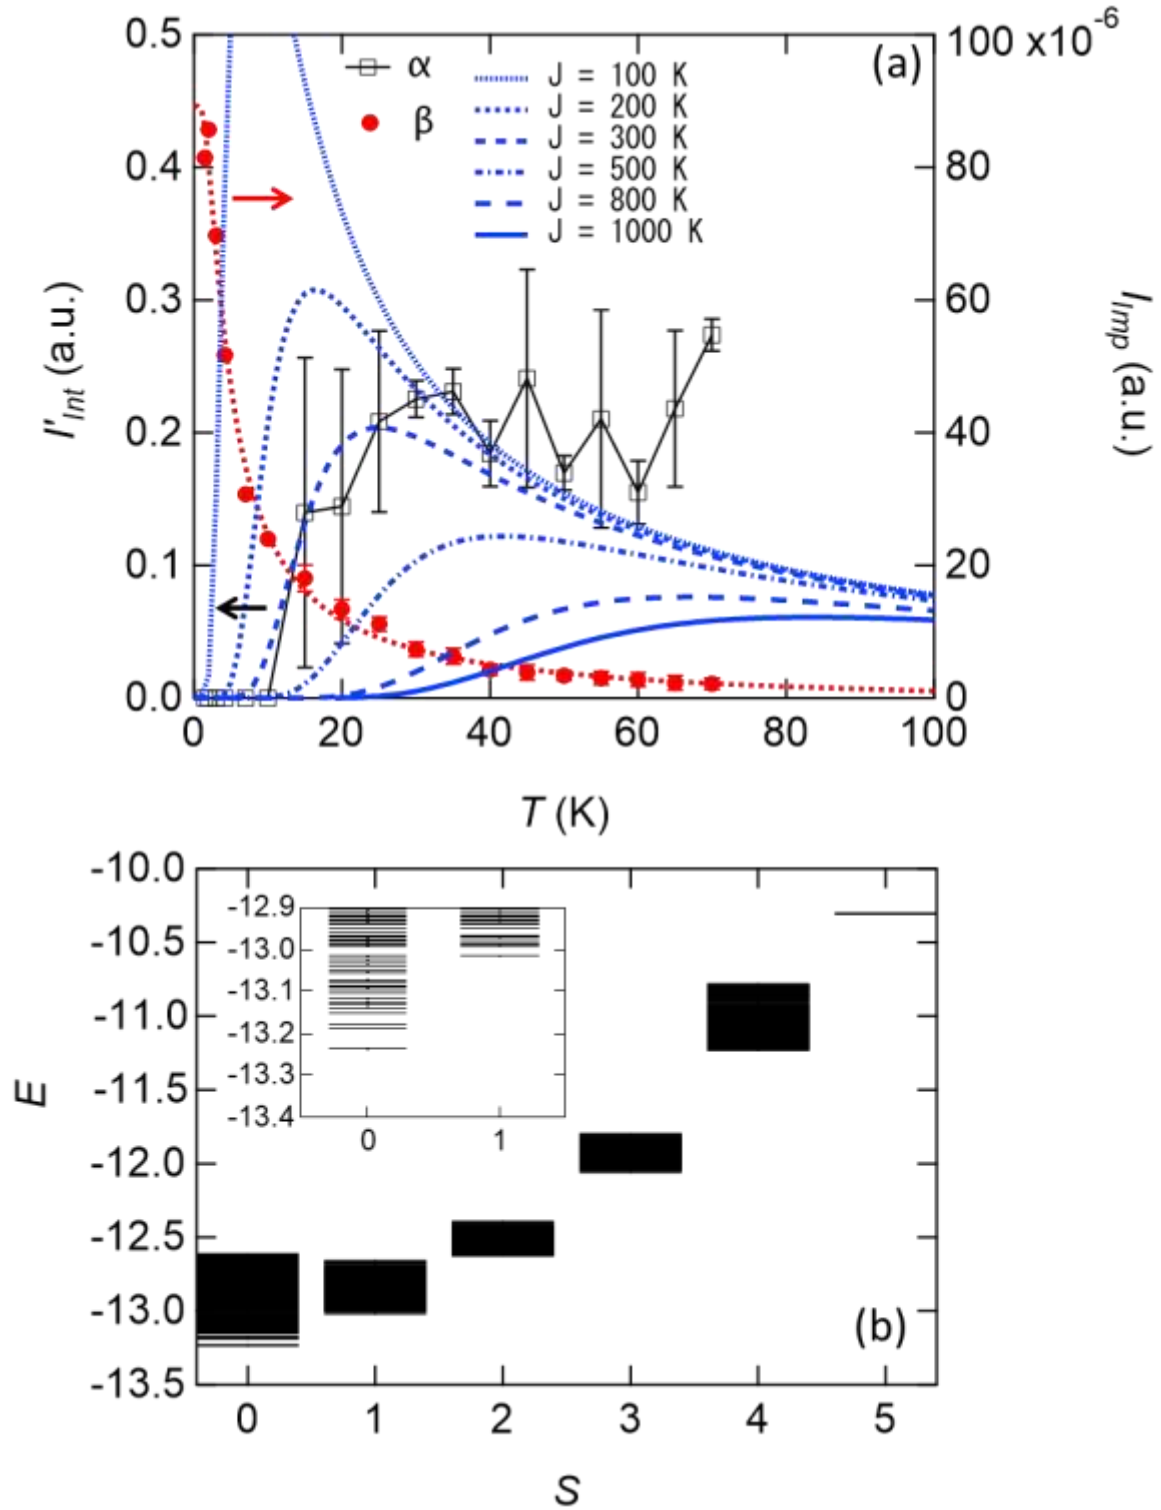 0.5
0.4
0.3
0.2
0.1
0.0
I'Int (a.u.)
100 x10-6
80
60
40
20
0
IImp (a.u.)
(a)
α
β
J = 100 K
J = 200 K
J = 300 K
J = 500 K
J = 800 K
J = 1000 K
0 20 40 60 80 100
T (K)
-10.0
-10.5
-11.0
-11.5
-12.0
-12.5
-13.0
-13.5
E
-12.9
-13.0
-13.1
-13.2
-13.3
-13.4
0 1
(b)
0 1 2 3 4 5
S